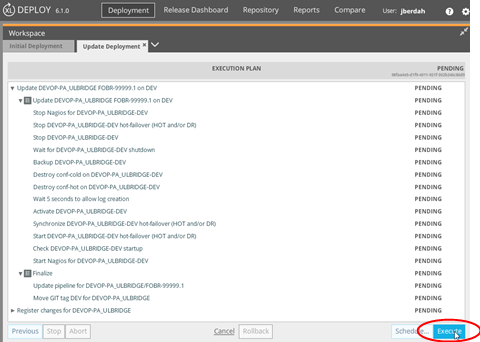 XL DEPLOY 6.1.0 Deployment Release Dashboard Repository Reports Compare User: jberdah
Workspace
Initial Deployment Update Deployment
EXECUTION PLAN PENDING
Update DEVOP-PA_ULBRIDGE FOBR-99999.1 on DEV PENDING
Update DEVOP-PA_ULBRIDGE FOBR-99999.1 on DEV PENDING
Stop Nagios for DEVOP-PA_ULBRIDGE-DEV PENDING
Stop DEVOP-PA_ULBRIDGE-DEV hot-failover (HOT and/or DR) PENDING
Stop DEVOP-PA_ULBRIDGE-DEV PENDING
Wait for DEVOP-PA_ULBRIDGE-DEV shutdown PENDING
Backup DEVOP-PA_ULBRIDGE-DEV PENDING
Destroy conf-cold on DEVOP-PA_ULBRIDGE-DEV PENDING
Destroy conf-hot on DEVOP-PA_ULBRIDGE-DEV PENDING
Wait 5 seconds to allow log creation PENDING
Activate DEVOP-PA_ULBRIDGE-DEV PENDING
Synchronize DEVOP-PA_ULBRIDGE-DEV hot-failover (HOT and/or DR) PENDING
Start DEVOP-PA_ULBRIDGE-DEV hot-failover (HOT and/or DR) PENDING
Check DEVOP-PA_ULBRIDGE-DEV startup PENDING
Start Nagios for DEVOP-PA_ULBRIDGE-DEV PENDING
Finalize PENDING
Update pipeline for DEVOP-PA_ULBRIDGE/FOBR-99999.1 PENDING
Move GIT tag DEV for DEVOP-PA_ULBRIDGE PENDING
Register changes for DEVOP-PA_ULBRIDGE PENDING
Previous Stop Abort Cancel Rollback Execute